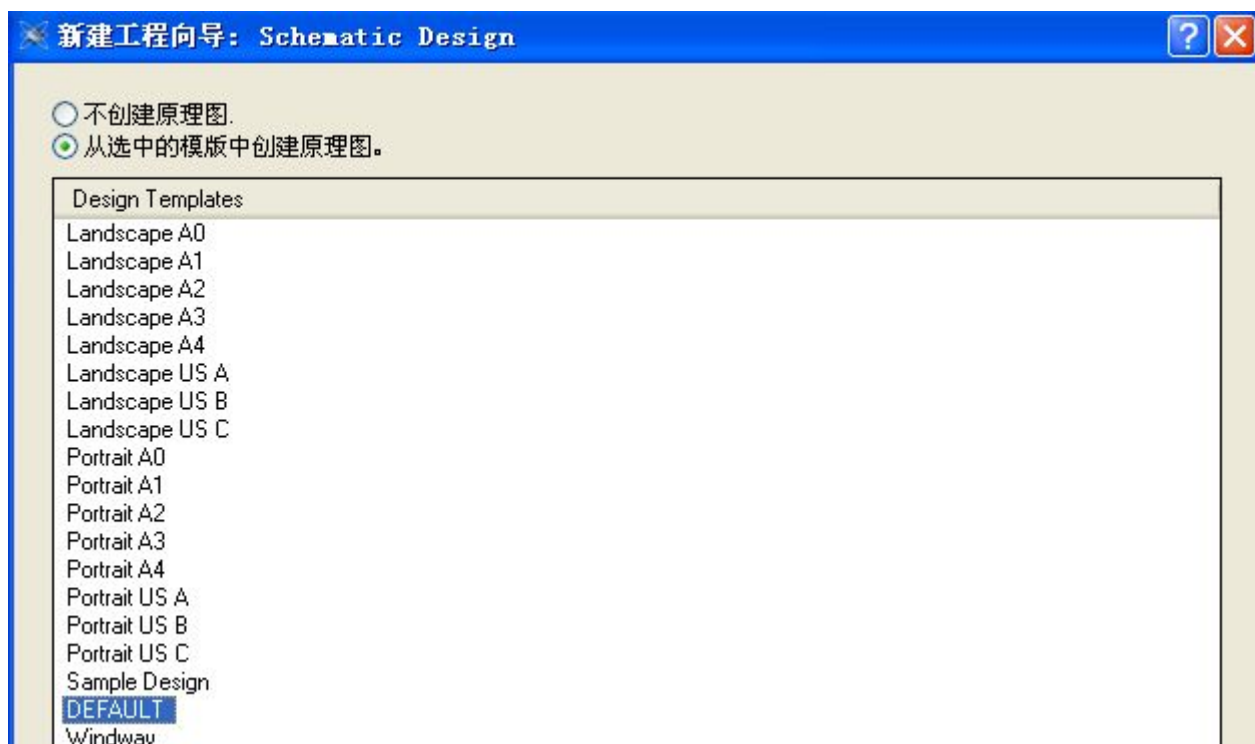 新建工程向导: Schematic Design
不创建原理图.
从选中的模版中创建原理图。
Design Templates
Landscape A0
Landscape A1
Landscape A2
Landscape A3
Landscape A4
Landscape US A
Landscape US B
Landscape US C
Portrait A0
Portrait A1
Portrait A2
Portrait A3
Portrait A4
Portrait US A
Portrait US B
Portrait US C
Sample Design
DEFAULT
Windway